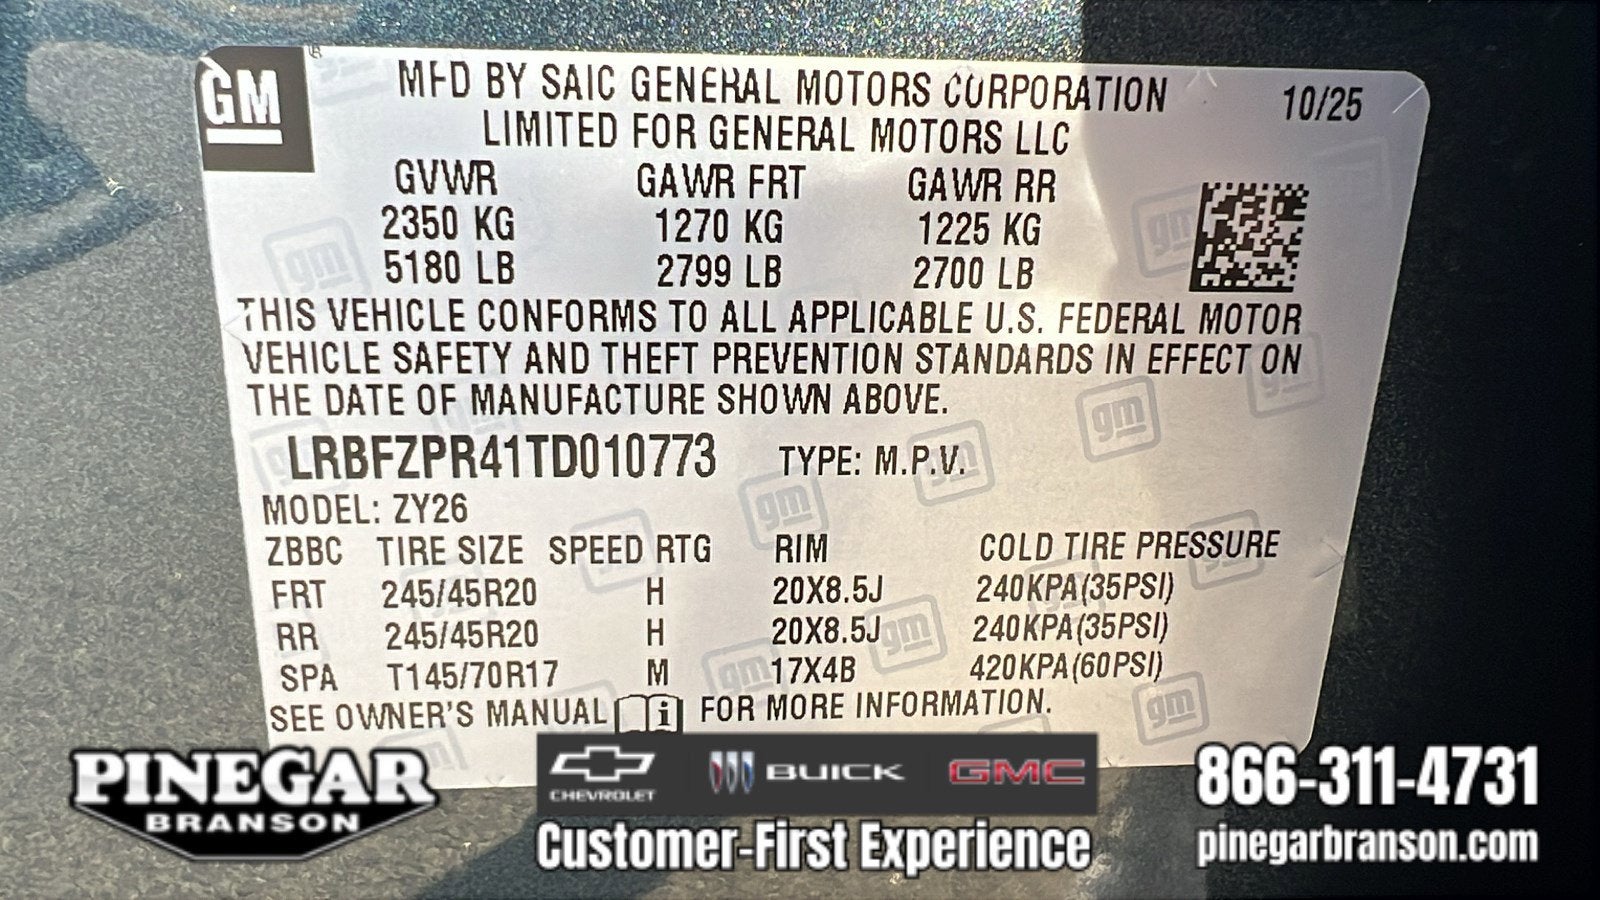 GM
MFD BY SAIC GENERAL MOTORS CORPORATION
LIMITED FOR GENERAL MOTORS LLC
10/25
GVWR GAWR FRT GAWR RR
2350 KG 1270 KG 1225 KG
5180 LB 2799 LB 2700 LB
THIS VEHICLE CONFORMS TO ALL APPLICABLE U.S. FEDERAL MOTOR
VEHICLE SAFETY AND THEFT PREVENTION STANDARDS IN EFFECT ON
THE DATE OF MANUFACTURE SHOWN ABOVE.
LRBFZPR41TD010773 TYPE: M.P.V.
MODEL: ZY26
ZBBC TIRE SIZE SPEED RTG RIM COLD TIRE PRESSURE
FRT 245/45R20 H 20X8.5J 240KPA(35PSI)
RR 245/45R20 H 20X8.5J 240KPA(35PSI)
SPA T145/70R17 M 17X4B 420KPA(60PSI)
SEE OWNER'S MANUAL i FOR MORE INFORMATION.
PINEGAR
BRANSON
CHEVROLET BUICK GMC
Customer-First Experience
866-311-4731
pinegarbranson.com